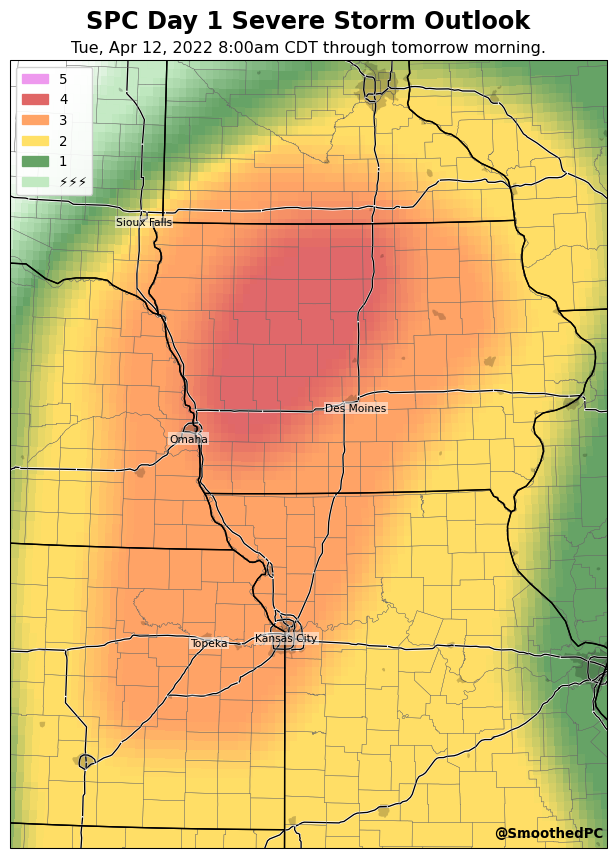 SPC Day 1 Severe Storm Outlook
Tue, Apr 12, 2022 8:00am CDT through tomorrow morning.
5
4
3
2
1
⚡⚡⚡
Sioux Falls
Des Moines
Omaha
Kansas City
Topeka
@SmoothedPC